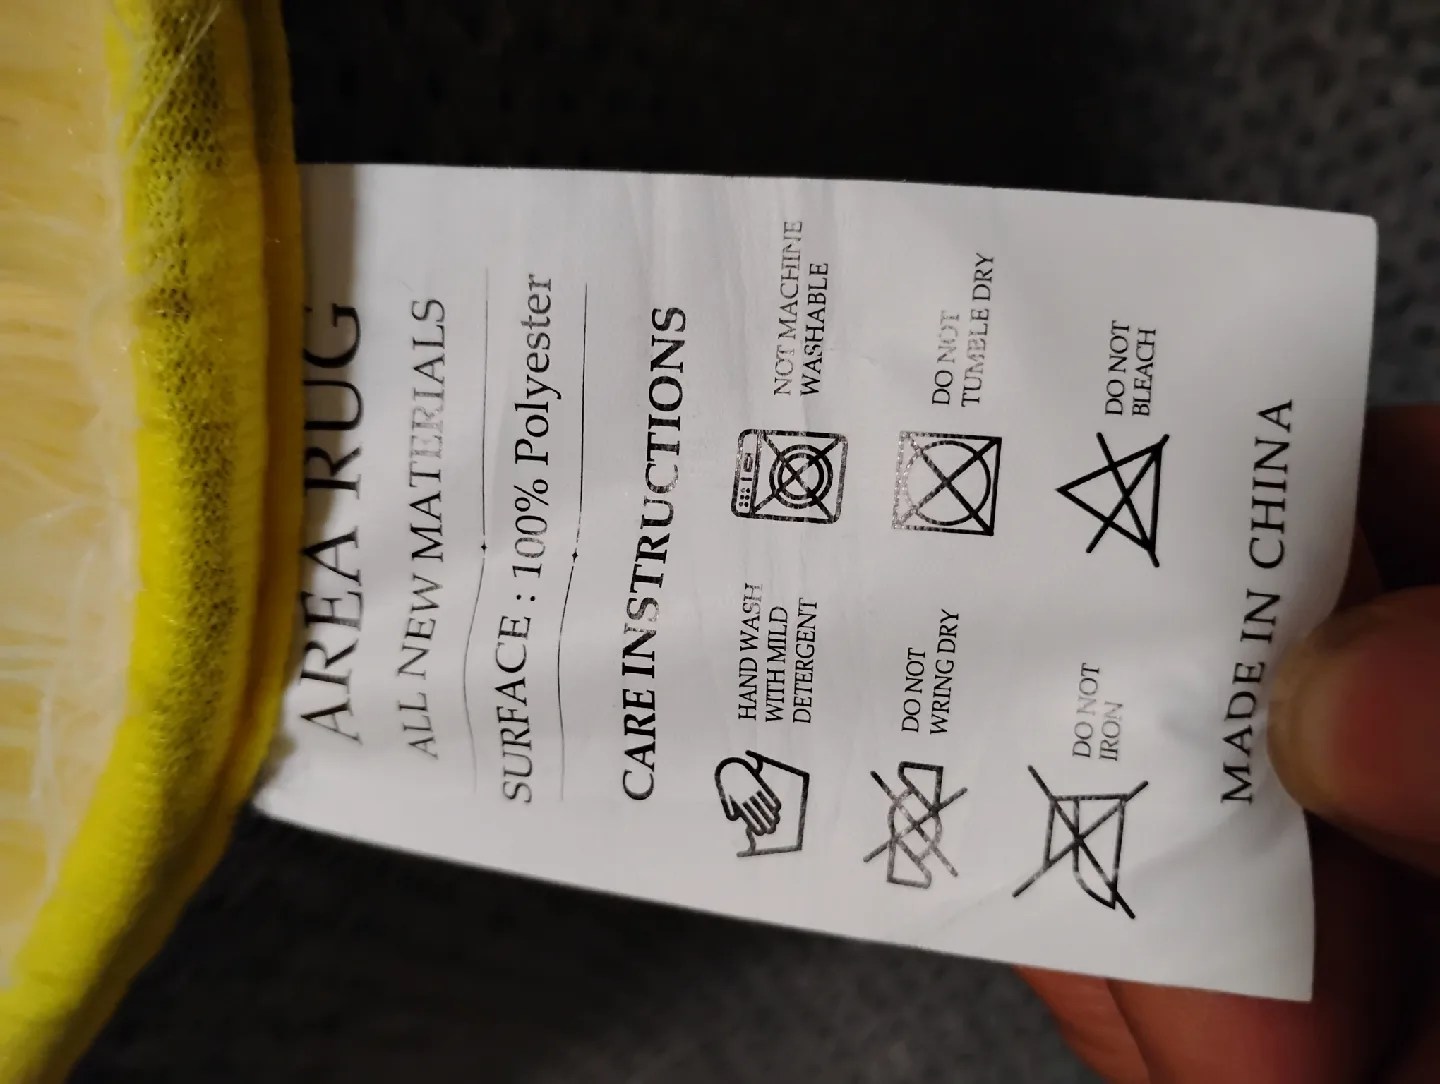 AREA RUG
ALL NEW MATERIALS
SURFACE : 100% Polyester
CARE INSTRUCTIONS
HAND WASH
WITH MILD
DETERGENT
NOT MACHINE
WASHABLE
DO NOT
WRING DRY
DO NOT
TUMBLE DRY
DO NOT
IRON
DO NOT
BLEACH
MADE IN CHINA